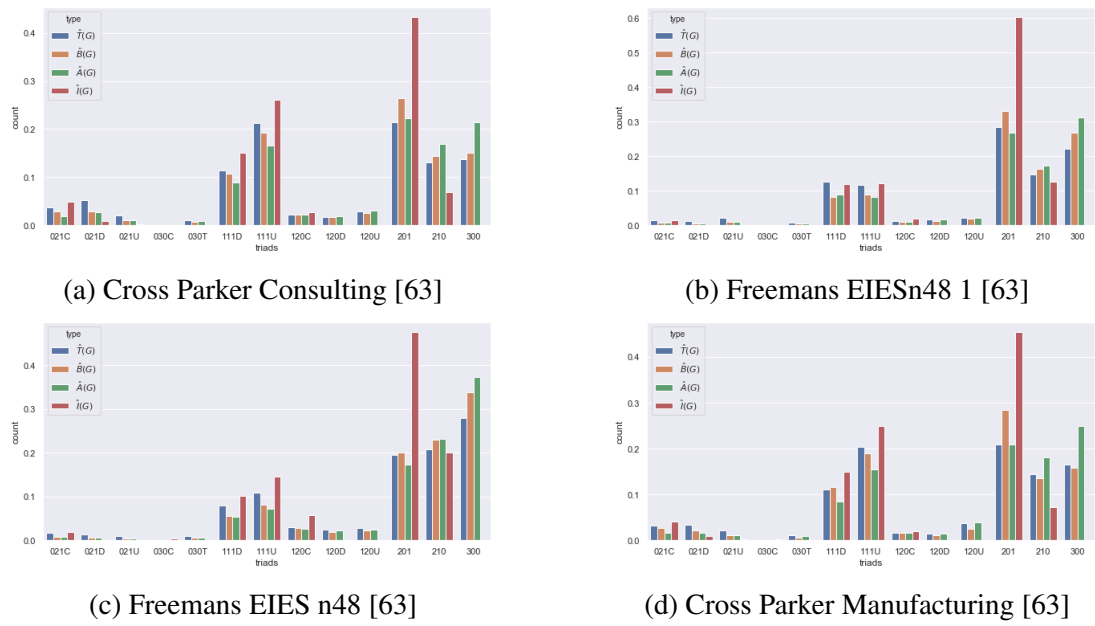 type
T̂(G)
B̂(G)
Â(G)
Î(G)
count
0.4
0.3
0.2
0.1
0.0
021C 021D 021U 030C 030T 111D 111U 120C 120D 120U 201 210 300
triads
(a) Cross Parker Consulting [63]
type
T̂(G)
B̂(G)
Â(G)
Î(G)
count
0.6
0.5
0.4
0.3
0.2
0.1
0.0
021C 021D 021U 030C 030T 111D 111U 120C 120D 120U 201 210 300
triads
(b) Freemans EIESn48 1 [63]
type
T̂(G)
B̂(G)
Â(G)
Î(G)
count
0.4
0.3
0.2
0.1
0.0
021C 021D 021U 030C 030T 111D 111U 120C 120D 120U 201 210 300
triads
(c) Freemans EIES n48 [63]
type
T̂(G)
B̂(G)
Â(G)
Î(G)
count
0.4
0.3
0.2
0.1
0.0
021C 021D 021U 030C 030T 111D 111U 120C 120D 120U 201 210 300
triads
(d) Cross Parker Manufacturing [63]